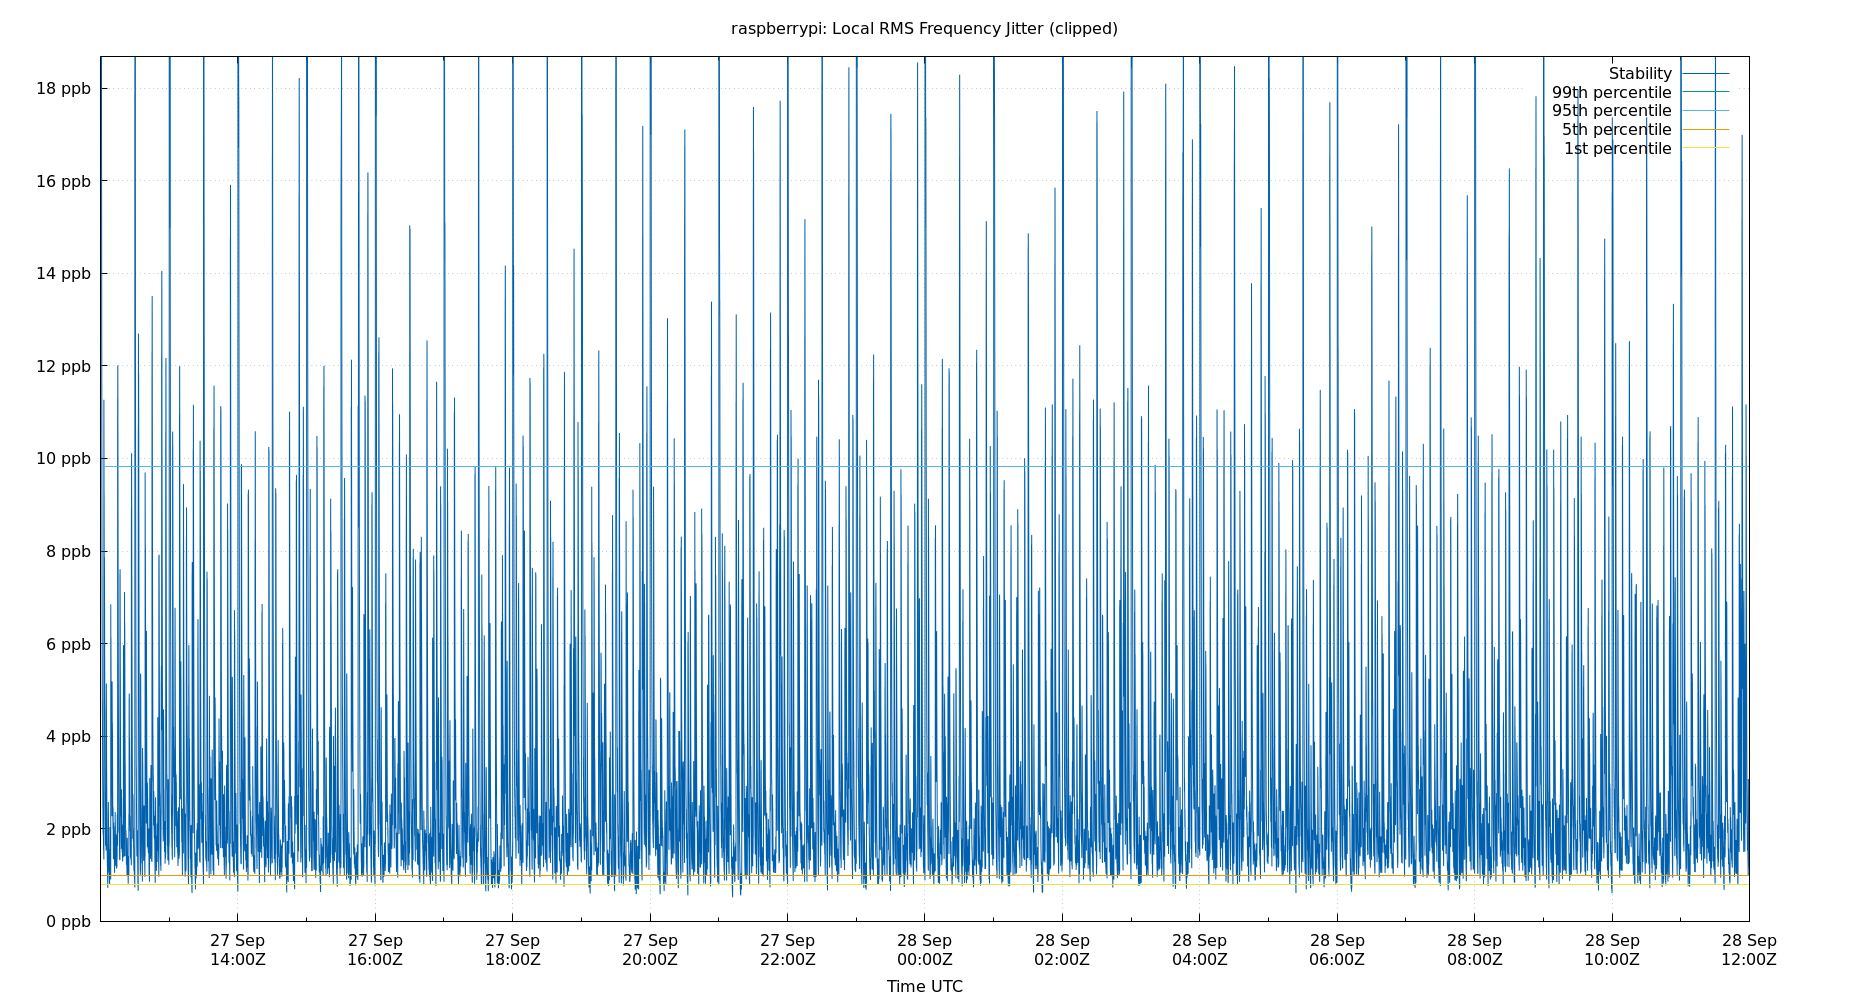 raspberrypi: Local RMS Frequency Jitter (clipped)
18 ppb
16 ppb
14 ppb
12 ppb
10 ppb
8 ppb
6 ppb
4 ppb
2 ppb
0 ppb
Stability
99th percentile
95th percentile
5th percentile
1st percentile
27 Sep 27 Sep 27 Sep 27 Sep 27 Sep 28 Sep 28 Sep 28 Sep 28 Sep 28 Sep 28 Sep 28 Sep
14:00Z 16:00Z 18:00Z 20:00Z 22:00Z 00:00Z 02:00Z 04:00Z 06:00Z 08:00Z 10:00Z 12:00Z
Time UTC